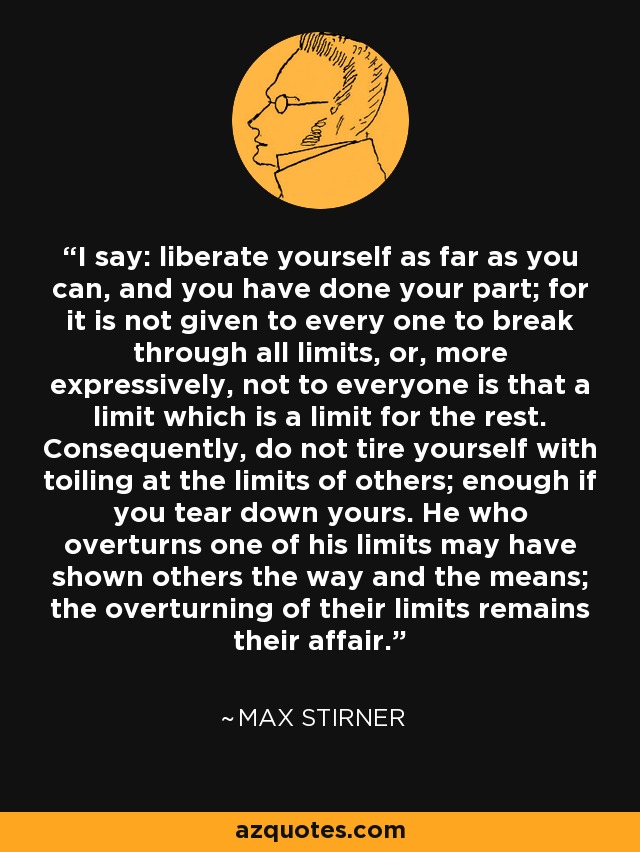 “I say: liberate yourself as far as you
can, and you have done your part; for
it is not given to every one to break
through all limits, or, more
expressively, not to everyone is that a
limit which is a limit for the rest.
Consequently, do not tire yourself with
toiling at the limits of others; enough if
you tear down yours. He who
overturns one of his limits may have
shown others the way and the means;
the overturning of their limits remains
their affair.”
~MAX STIRNER
azquotes.com